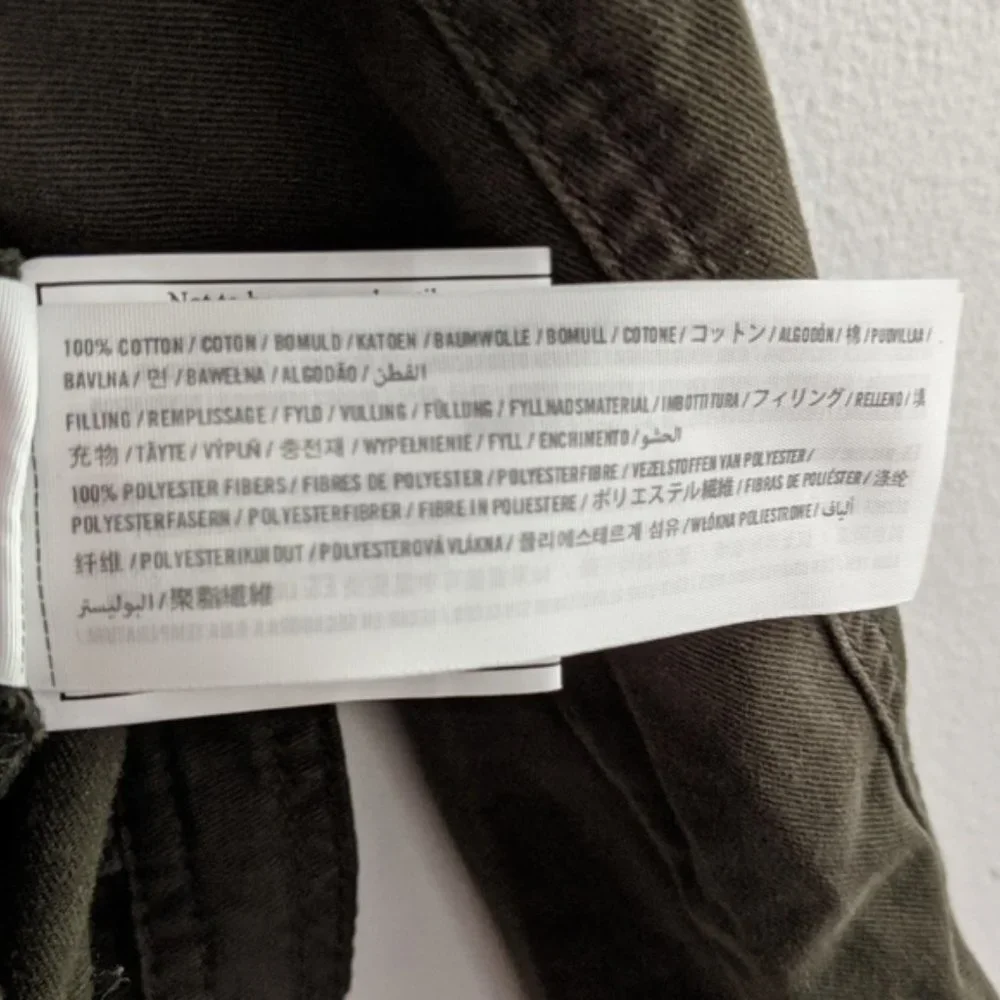 100% COTTON / COTON / BOMULD / KATOEN / BAUMWOLLE / BOMULL / COTONE / コットン / ALGODÓN / 棉 / PUUVILLAA /
BAVLNA / 면 / BAWEŁNA / ALGODÃO / القطن
FILLING / REMPLISSAGE / FYLD / VULLING / FÜLLUNG / FYLLNADSMATERIAL / IMBOTTITURA / フィリング / RELLENO / 填
充物 / TÄYTE / VÝPLŇ / 충전재 / WYPEŁNIENIE / FYLL / ENCHIMENTO / الحشو
100% POLYESTER FIBERS / FIBRES DE POLYESTER / POLYESTERFIBRE / VEZELSTOFFEN VAN POLYESTER /
POLYESTERFASERN / POLYESTERFIBRER / FIBRE IN POLIESTERE / ポリエステル繊維 / FIBRAS DE POLIÉSTER / 涤纶
纤维 / POLYESTERIKUIDUT / POLYESTEROVÁ VLÁKNA / 폴리에스테르계 섬유 / WŁÓKNA POLIESTROWE / ألياف
البوليستر / 聚脂纖維